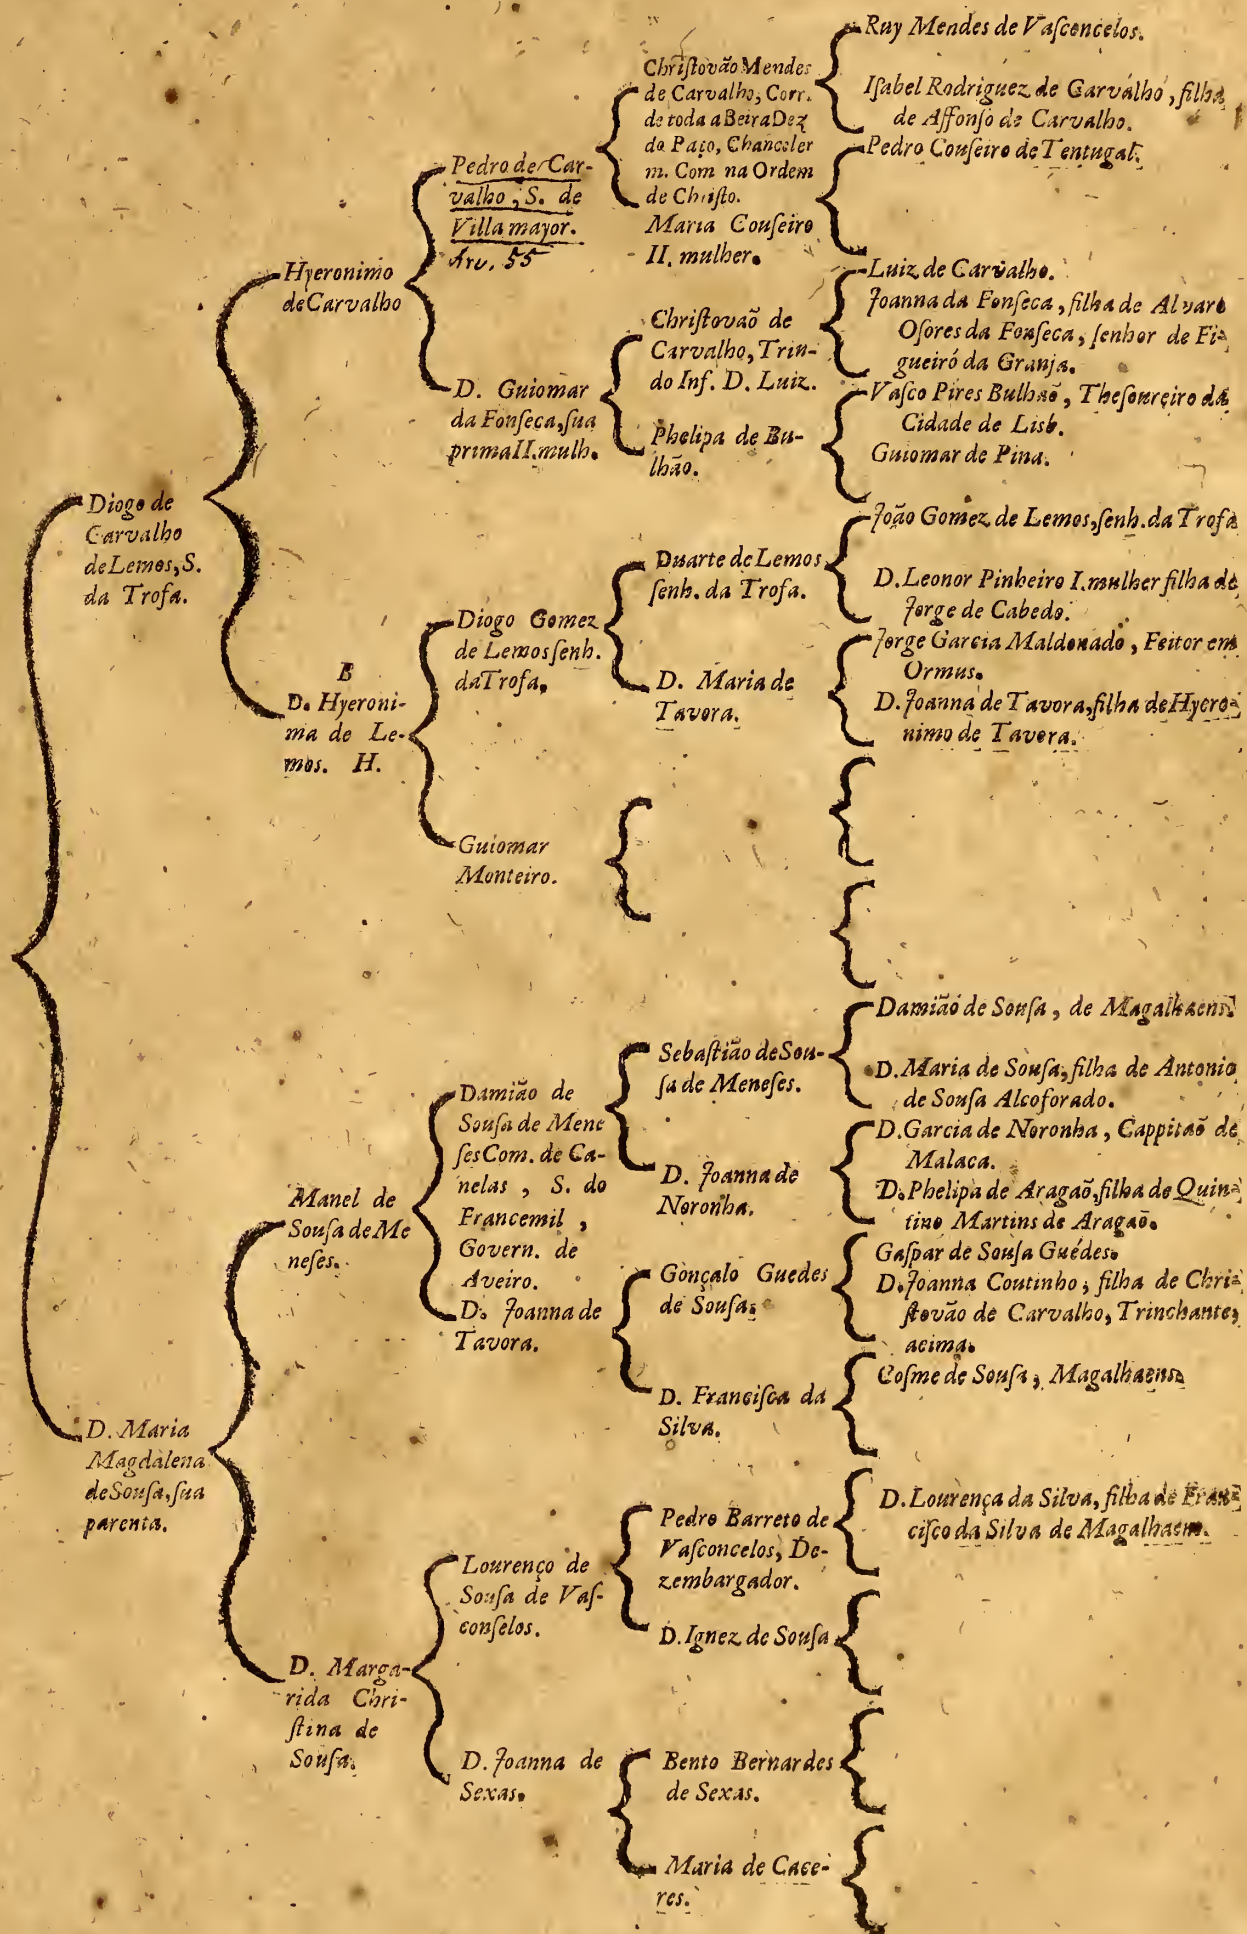 Diogo de
Carvalho
de Lemos, S.
da Trofa.
D. Maria
Magdalena
de Sousa, sua
parenta.
Hyeronimo
de Carvalho
B
D. Hyeroni-
ma de Le-
mos. H.
Manel de
Sousa de Me
neses.
D. Marga-
rida Chri-
stina de
Sousa.
Pedro de Car-
valho, S. de
Villa mayor.
Arv. 55
D. Guiomar
da Fonseca, sua
prima II. mulh.
Diogo Gomez
de Lemos senh.
da Trofa,
Guiomar
Monteiro.
Damião de
Sousa de Mene
ses Com. de Ca-
nelas, S. do
Francemil,
Govern. de
Aveiro.
D. Joanna de
Tavora.
Lourenço de
Sousa de Vas-
conselos.
D. Joanna de
Sexas.
Christovão Mendes
de Carvalho, Corr.
de toda a Beira Dez
do Paço, Chanceler
m. Com na Ordem
de Christo.
Maria Couseiro
II. mulher.
Christovaõ de
Carvalho, Trin-
do Inf. D. Luiz.
Phelipa de Bu-
lhão.
Duarte de Lemos
senh. da Trofa.
D. Maria de
Tavora.
Sebastião de Sou-
sa de Meneses.
D. Joanna de
Noronha.
Gonçalo Guedes
de Sousa.
D. Francisca da
Silva.
Pedro Barreto de
Vasconcelos, De-
zembargador.
D. Ignez de Sousa
Bento Bernardes
de Sexas.
Maria de Cace-
res.
Ruy Mendes de Vasconcelos.
Isabel Rodriguez de Garvalho, filha
de Affonso de Carvalho.
Pedro Couseiro de Tentugal.
Luiz de Carvalho.
Joanna da Fonseca, filha de Alvaro
Osores da Fonseca, senhor de Fi-
gueiró da Granja.
Vasco Pires Bulhaõ, Thesoureiro da
Cidade de Lisb.
Guiomar de Pina.
João Gomez de Lemos, senh. da Trofa
D. Leonor Pinheiro I. mulher filha de
Jorge de Cabedo.
Jorge Garcia Maldonado, Feitor em
Ormus.
D. Joanna de Tavora, filha de Hyero-
nimo de Tavora.
Damião de Sousa, de Magalhaens.
D. Maria de Sousa, filha de Antonio
de Sousa Alcoforado.
D. Garcia de Noronha, Cappitaõ de
Malaca.
D. Phelipa de Aragaõ, filha de Quin-
tino Martins de Aragaõ.
Gaspar de Sousa Guédes.
D. Joanna Coutinho, filha de Chri-
stovão de Carvalho, Trinchante,
acima.
Cosme de Sousa, Magalhaens
D. Lourença da Silva, filha de Fran-
cisco da Silva de Magalhaens.